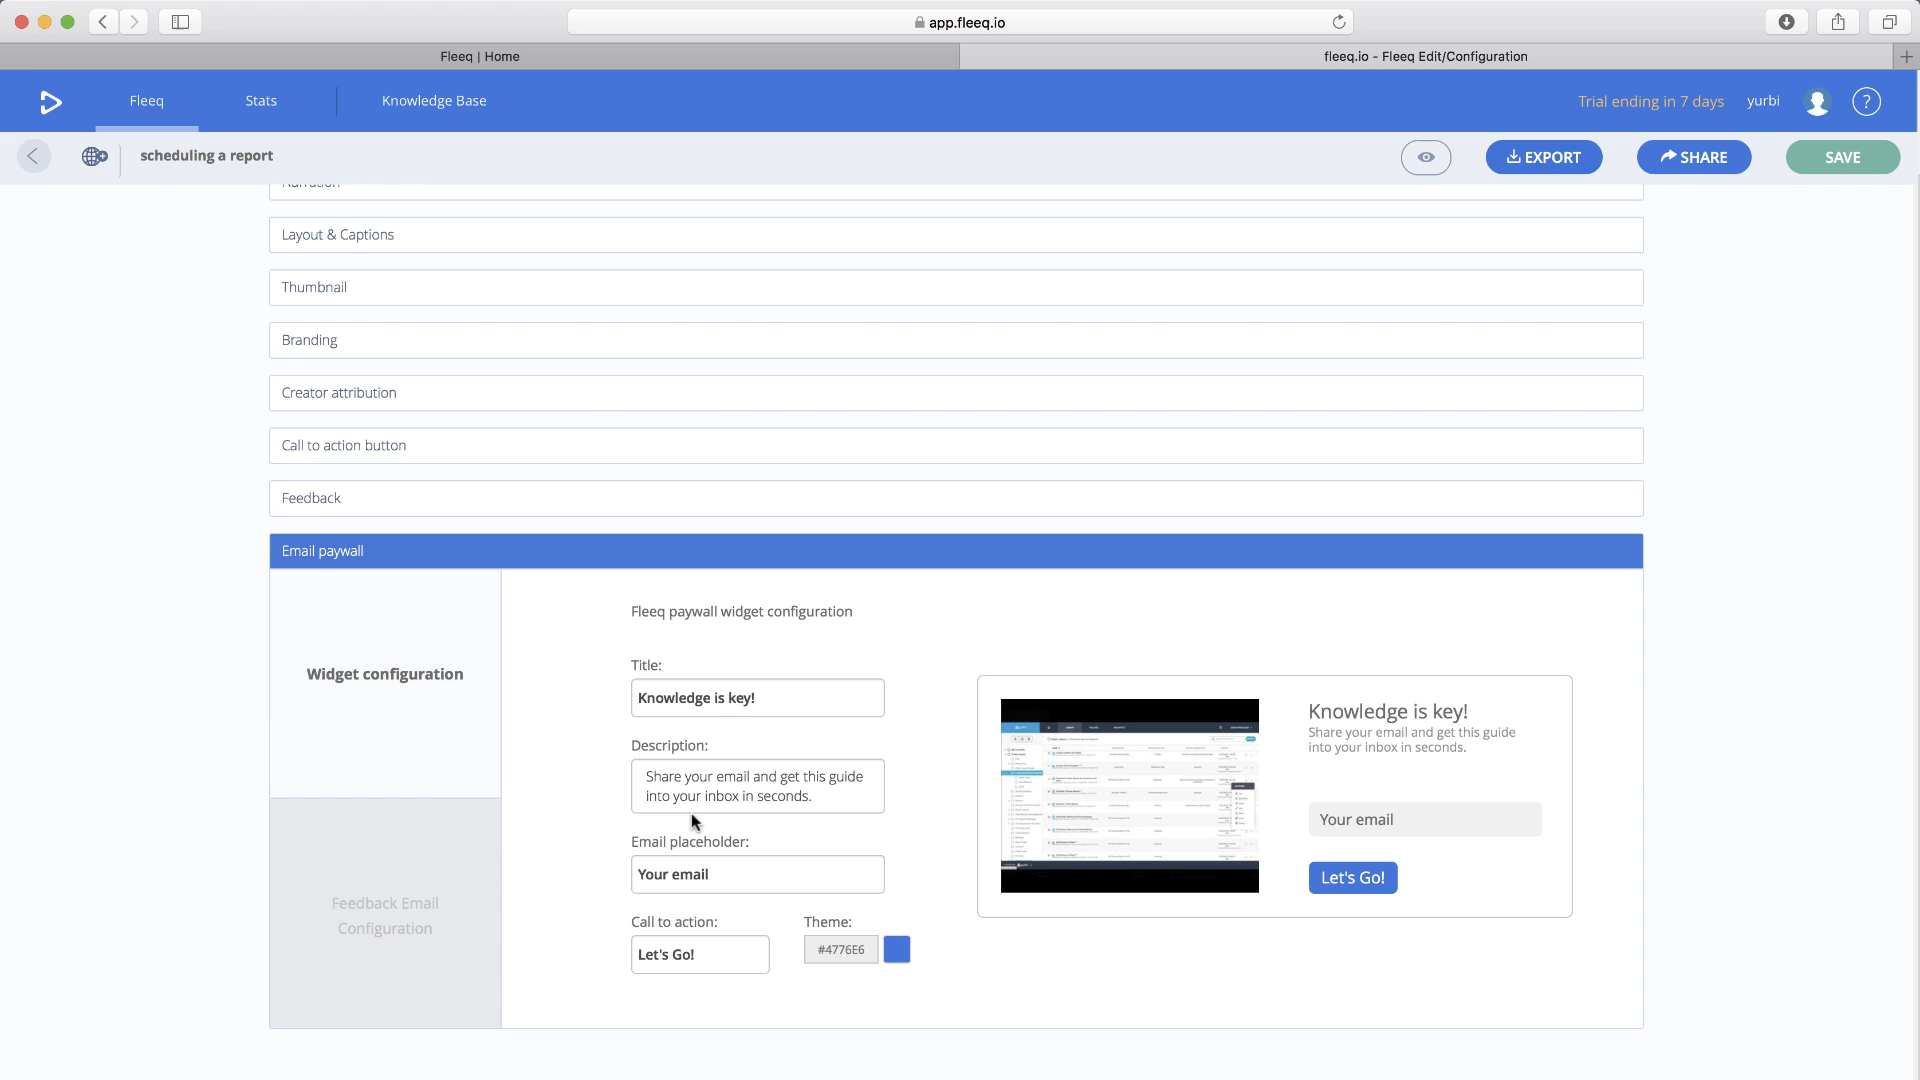 app.fleeq.io
Fleeq | Home
fleeq.io - Fleeq Edit/Configuration
Fleeq
Stats
Knowledge Base
Trial ending in 7 days
yurbi
?
scheduling a report
EXPORT
SHARE
SAVE
Narration
Layout & Captions
Thumbnail
Branding
Creator attribution
Call to action button
Feedback
Email paywall
Widget configuration
Feedback Email
Configuration
Fleeq paywall widget configuration
Title:
Knowledge is key!
Description:
Share your email and get this guide
into your inbox in seconds.
Email placeholder:
Your email
Call to action:
Let's Go!
Theme:
#4776E6
Knowledge is key!
Share your email and get this guide
into your inbox in seconds.
Your email
Let's Go!